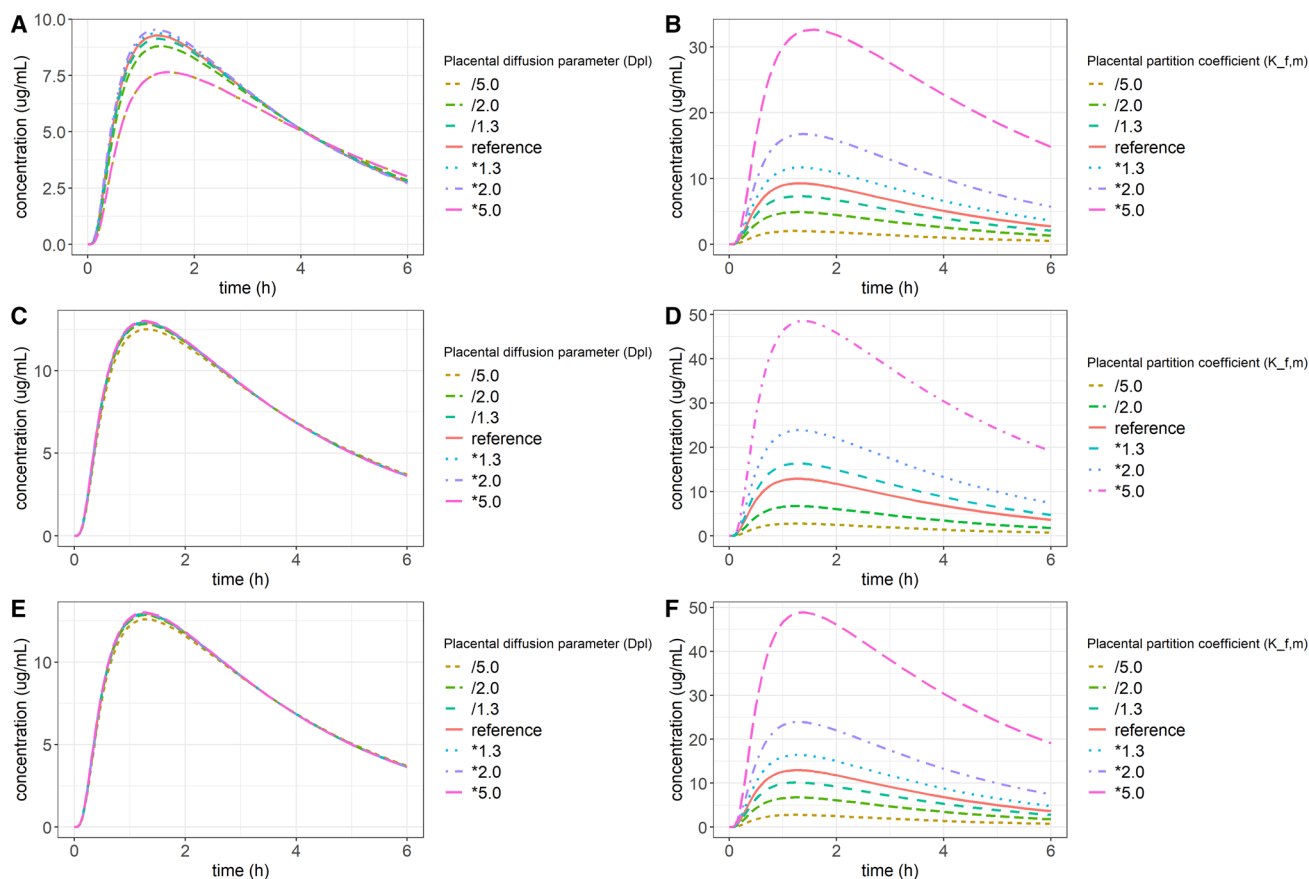 A
concentration (ug/mL)
10.0
7.5
5.0
2.5
0.0
0 2 4 6
time (h)
Placental diffusion parameter (Dpl)
/5.0
/2.0
/1.3
reference
*1.3
*2.0
*5.0
B
concentration (ug/mL)
30
20
10
0
0 2 4 6
time (h)
Placental partition coefficient (K_f,m)
/5.0
/2.0
/1.3
reference
*1.3
*2.0
*5.0
C
concentration (ug/mL)
10
5
0
0 2 4 6
time (h)
Placental diffusion parameter (Dpl)
/5.0
/2.0
/1.3
reference
*1.3
*2.0
*5.0
D
concentration (ug/mL)
50
40
30
20
10
0
0 2 4 6
time (h)
Placental partition coefficient (K_f,m)
/5.0
/2.0
reference
*1.3
*2.0
*5.0
E
concentration (ug/mL)
10
5
0
0 2 4 6
time (h)
Placental diffusion parameter (Dpl)
/5.0
/2.0
/1.3
reference
*1.3
*2.0
*5.0
F
concentration (ug/mL)
50
40
30
20
10
0
0 2 4 6
time (h)
Placental partition coefficient (K_f,m)
/5.0
/2.0
/1.3
reference
*1.3
*2.0
*5.0